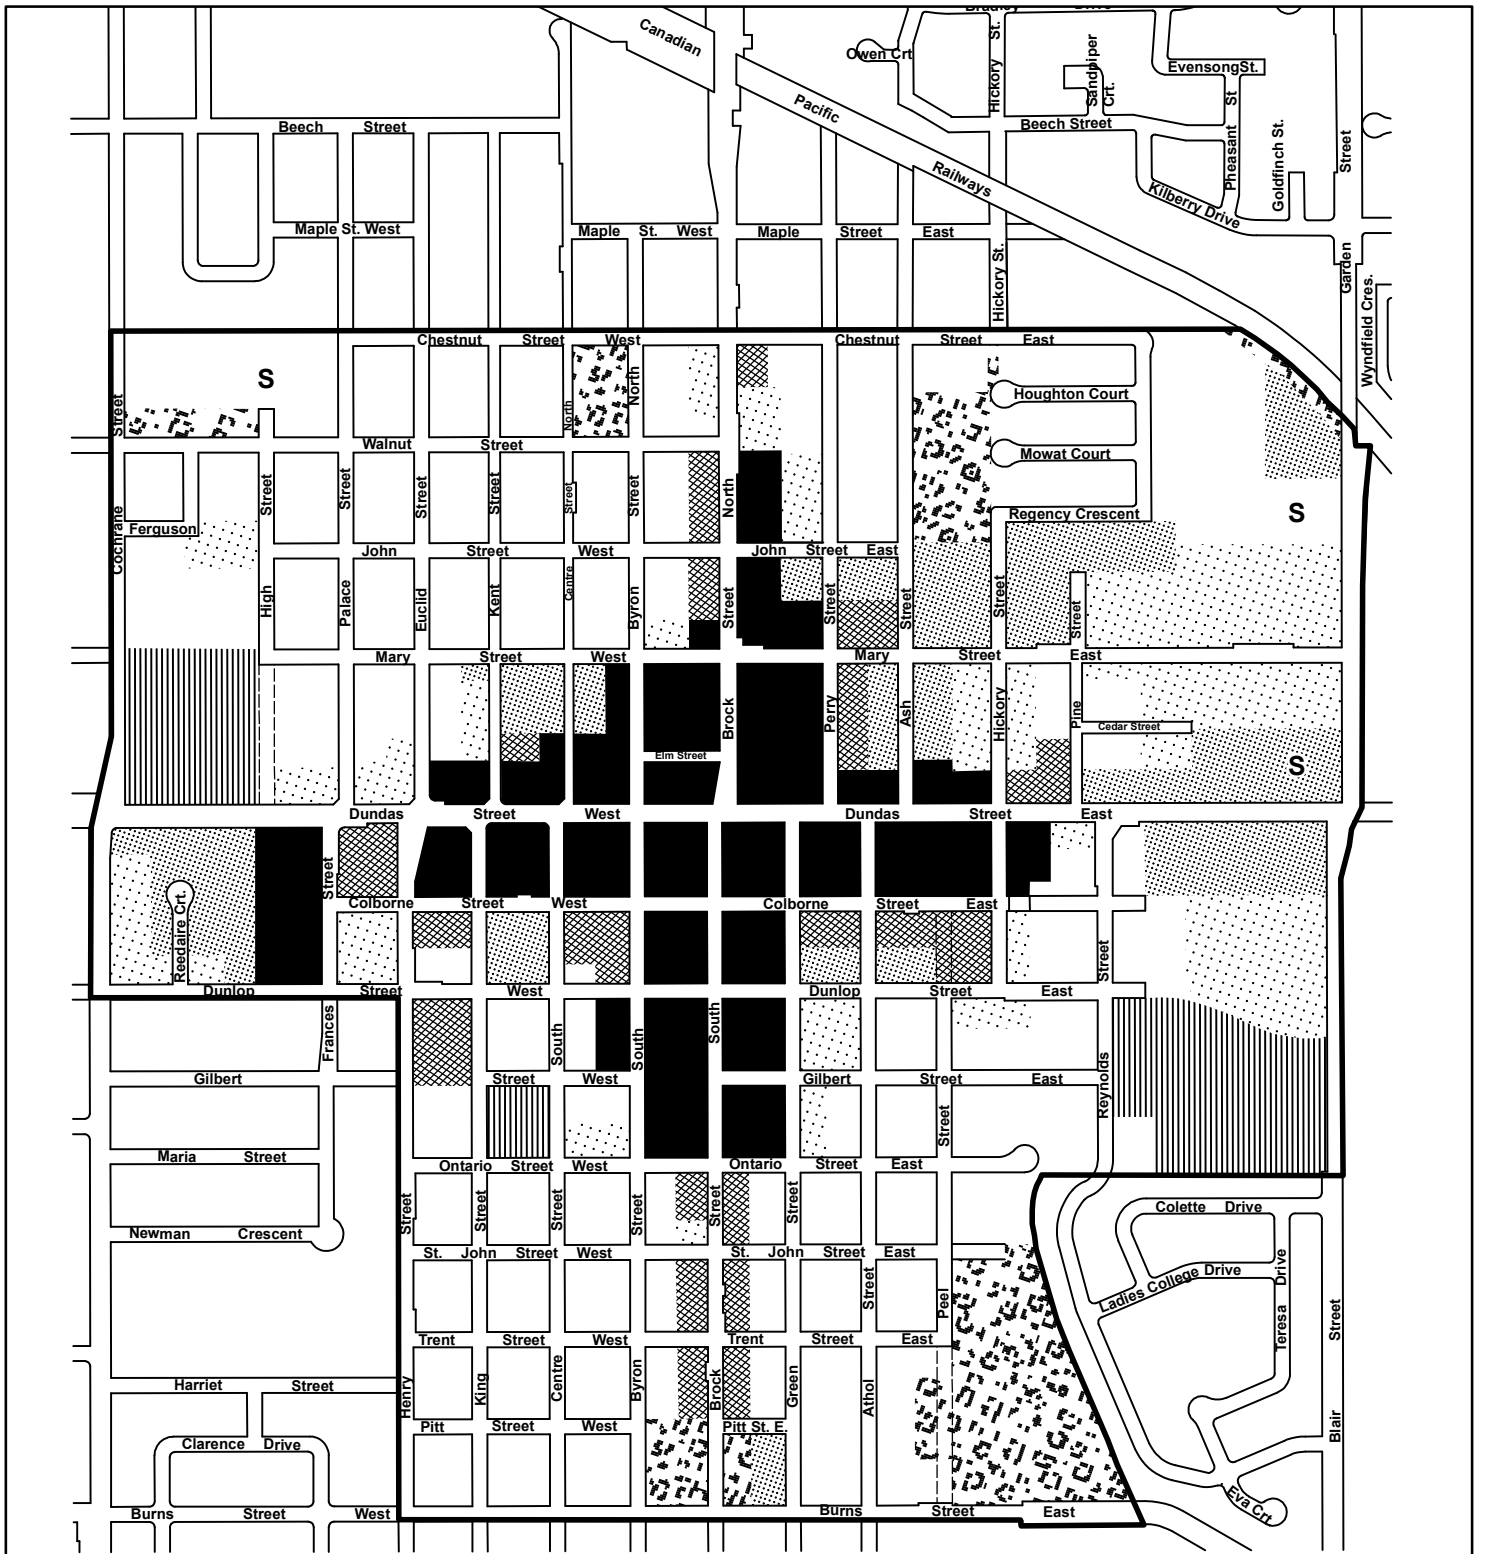 Bradley Drive
Canadian
Pacific
Railways
Owen Crt
Hickory St.
Sandpiper
Crt.
EvensongSt.
Pheasant St
Goldfinch St.
Garden Street
Beech Street
Beech Street
Kilberry Drive
Maple St. West
Maple St. West
Maple Street East
Hickory St.
Wyndfield Cres.
Chestnut Street West
Chestnut Street East
S
Houghton Court
Mowat Court
Regency Crescent
S
Walnut Street
Cochrane Street
Ferguson
High Street
Palace Street
Euclid Street
Kent Street
Centre Street North
Byron Street North
Brock Street North
Perry Street
Ash Street
Hickory Street
Pine Street
John Street West
John Street East
Mary Street West
Mary Street East
Cedar Street
Elm Street
S
Dundas Street West
Dundas Street East
Reedaire Crt.
Frances Street
Colborne Street West
Colborne Street East
Dunlop Street West
Dunlop Street East
Gilbert Street West
Gilbert Street East
Reynolds Street
Maria Street
Ontario Street West
Ontario Street East
Newman Crescent
Henry Street
King Street
Centre Street South
Byron Street South
Brock Street South
Green Street
Athol Street
Peel Street
St. John Street West
St. John Street East
Colette Drive
Ladies College Drive
Teresa Drive
Blair Street
Trent Street West
Trent Street East
Harriet Street
Pitt Street West
Pitt St. E.
Clarence Drive
Burns Street West
Burns Street East
Eva Crt